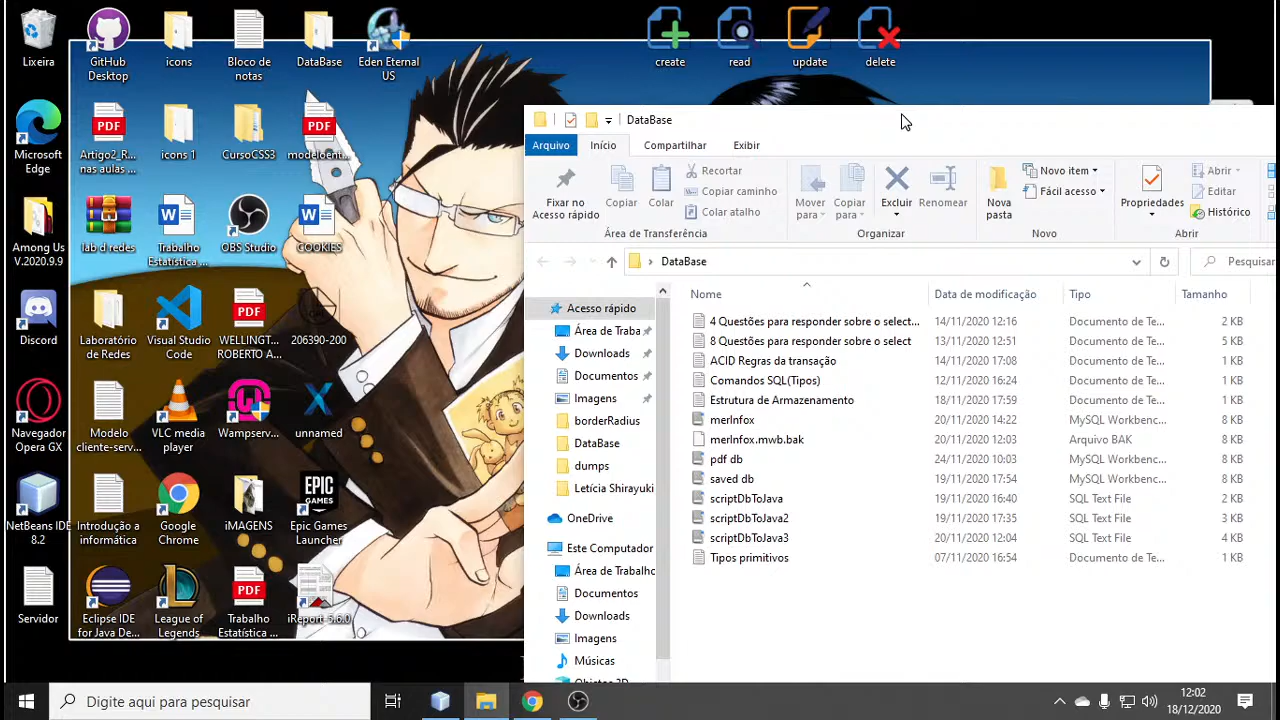 Lixeira
GitHub
Desktop
icons
Bloco de
notas
DataBase
Eden Eternal
US
create
read
update
delete
Microsoft
Edge
PDF
Artigo2_R...
nas aulas ...
icons 1
CursoCSS3
PDF
modeloent...
Among Us
V.2020.9.9
lab d redes
Trabalho
Estatística ...
OBS Studio
COOKIES
Discord
Laboratório
de Redes
Visual Studio
Code
PDF
WELLINGT...
ROBERTO A...
206390-200
Navegador
Opera GX
Modelo
cliente-serv...
VLC media
player
Wampserv...
unnamed
NetBeans IDE
8.2
Introdução a
informática
Google
Chrome
iMAGENS
EPIC
GAMES
Epic Games
Launcher
Servidor
Eclipse IDE
for Java De...
League of
Legends
PDF
Trabalho
Estatística ...
iReport-5.6.0
DataBase
Arquivo
Início
Compartilhar
Exibir
Fixar no
Acesso rápido
Copiar
Colar
Recortar
Copiar caminho
Colar atalho
Área de Transferência
Mover
para
Copiar
para
Excluir
Renomear
Organizar
Nova
pasta
Novo item
Fácil acesso
Novo
Propriedades
Abrir
Editar
Histórico
Abrir
DataBase
Pesquisar
Acesso rápido
Área de Traba
Downloads
Documentos
Imagens
borderRadius
DataBase
dumps
Letícia Shirayuki
OneDrive
Este Computador
Área de Trabalho
Documentos
Downloads
Imagens
Músicas
Nome Data de modificação Tipo Tamanho
4 Questões para responder sobre o select... 14/11/2020 12:16 Documento de Te... 2 KB
8 Questões para responder sobre o select 13/11/2020 12:51 Documento de Te... 5 KB
ACID Regras da transação 14/11/2020 17:08 Documento de Te... 1 KB
Comandos SQL(Tipos) 12/11/2020 16:24 Documento de Te... 1 KB
Estrutura de Armazenamento 18/11/2020 17:59 Documento de Te... 1 KB
merInfox 20/11/2020 14:22 MySQL Workbenc... 8 KB
merInfox.mwb.bak 20/11/2020 12:03 Arquivo BAK 8 KB
pdf db 24/11/2020 10:03 MySQL Workbenc... 8 KB
saved db 19/11/2020 17:54 MySQL Workbenc... 8 KB
scriptDbToJava 19/11/2020 16:40 SQL Text File 2 KB
scriptDbToJava2 19/11/2020 17:35 SQL Text File 3 KB
scriptDbToJava3 20/11/2020 12:04 SQL Text File 4 KB
Tipos primitivos 07/11/2020 16:54 Documento de Te... 1 KB
Digite aqui para pesquisar
12:02
18/12/2020